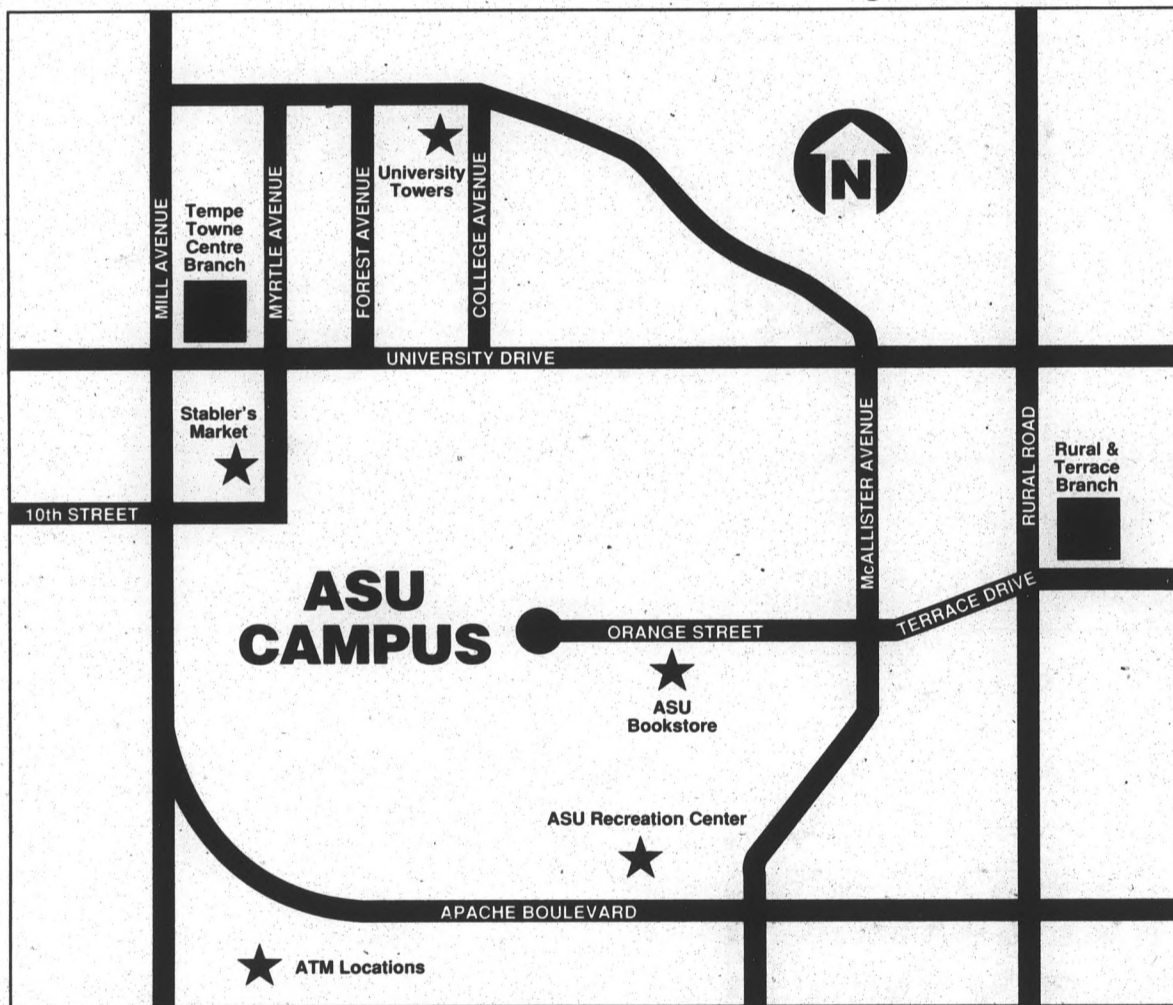 N
University
Towers
MILL AVENUE
Tempe
Towne
Centre
Branch
MYRTLE AVENUE
FOREST AVENUE
COLLEGE AVENUE
UNIVERSITY DRIVE
Stabler's
Market
10th STREET
McALLISTER AVENUE
RURAL ROAD
Rural &
Terrace
Branch
ASU
CAMPUS
ORANGE STREET
TERRACE DRIVE
ASU
Bookstore
ASU Recreation Center
APACHE BOULEVARD
ATM Locations